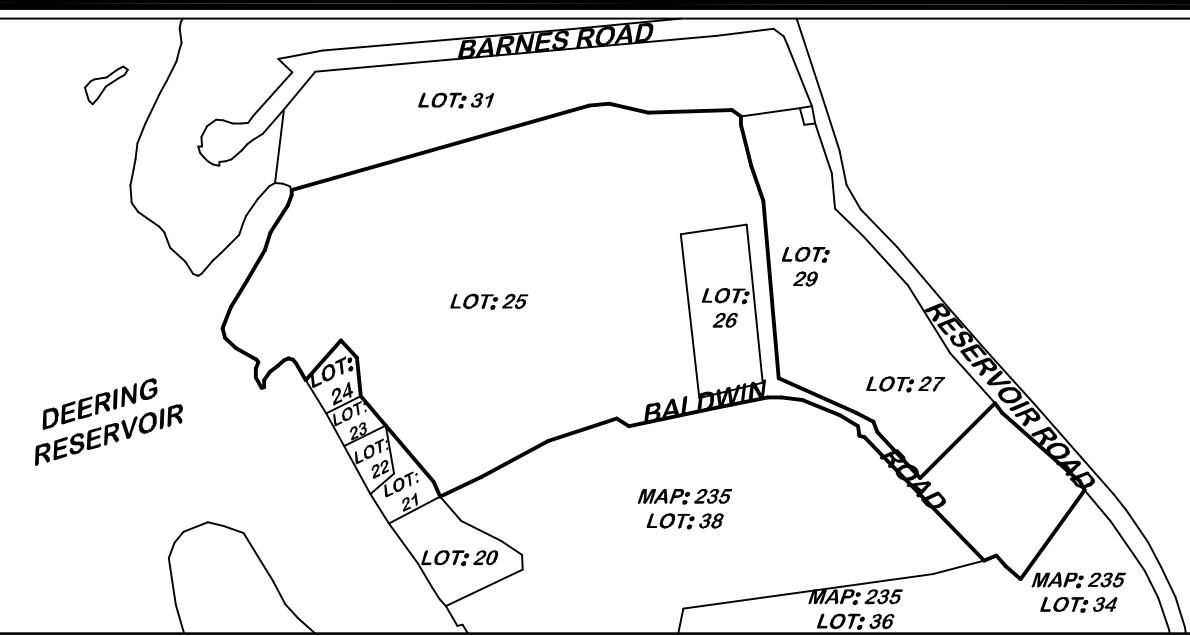 BARNES ROAD
LOT: 31
LOT:
29
LOT: 25
LOT:
26
RESERVOIR ROAD
DEERING
RESERVOIR
LOT:
24
LOT: 27
BALDWIN
ROAD
LOT:
23
LOT:
22
LOT:
21
MAP: 235
LOT: 38
LOT: 20
MAP: 235
LOT: 36
MAP: 235
LOT: 34